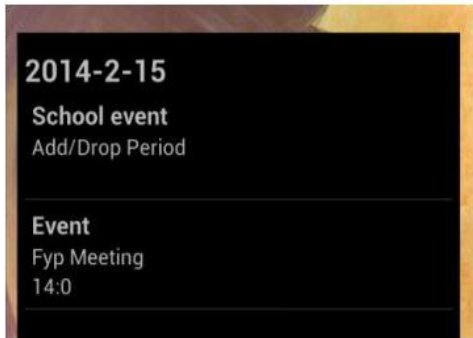 2014-2-15
School event
Add/Drop Period
Event
Fyp Meeting
14:0